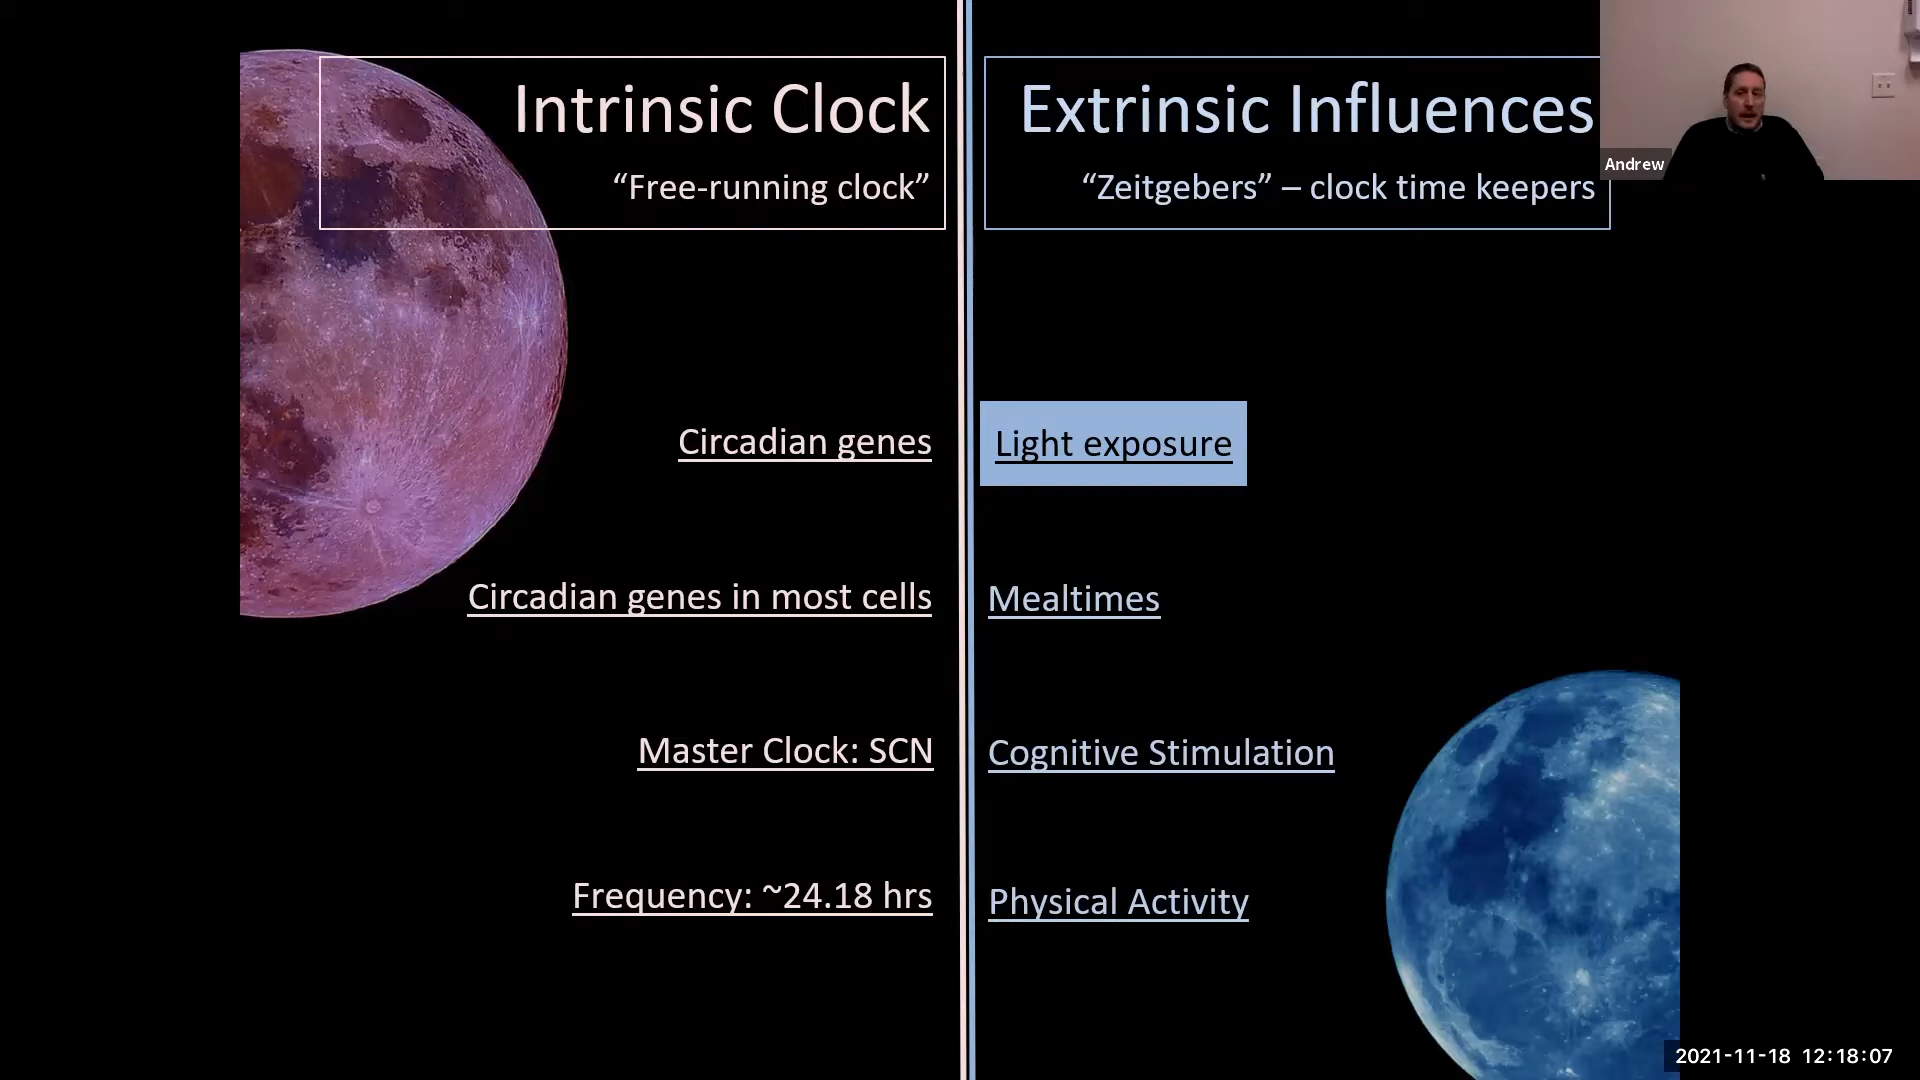 Intrinsic Clock
“Free-running clock”
Circadian genes
Circadian genes in most cells
Master Clock: SCN
Frequency: ~24.18 hrs
Extrinsic Influences
“Zeitgebers” – clock time keepers
Light exposure
Mealtimes
Cognitive Stimulation
Physical Activity
Andrew
2021-11-18 12:18:07